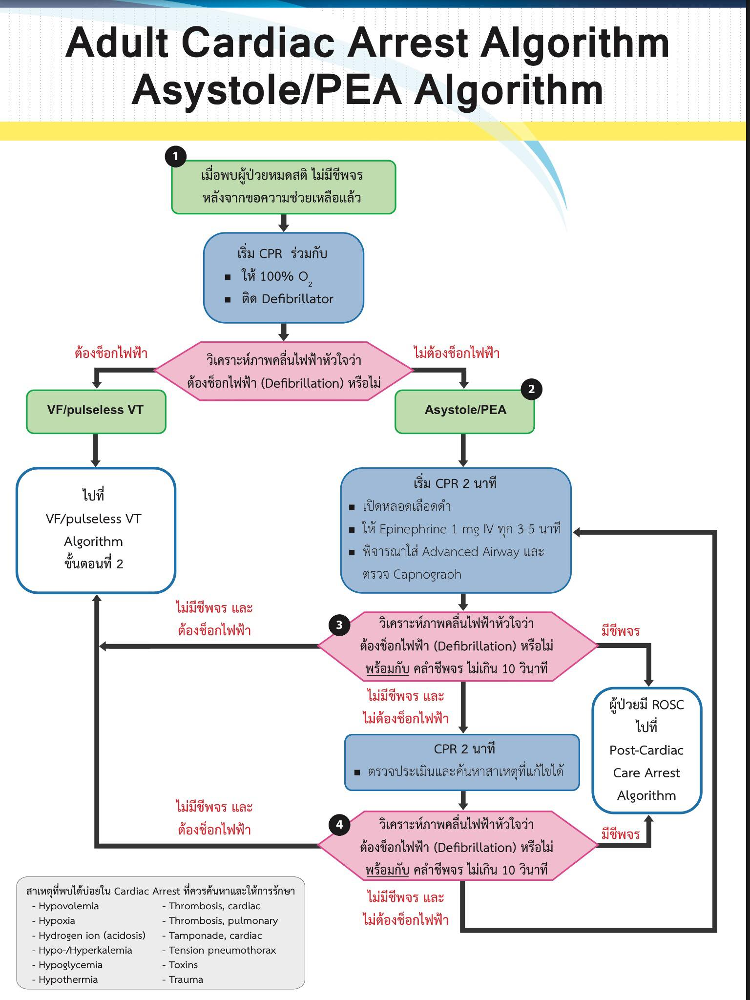 Adult Cardiac Arrest Algorithm
Asystole/PEA Algorithm
1
เมื่อพบผู้ป่วยหมดสติ ไม่มีชีพจร
หลังจากขอความช่วยเหลือแล้ว
เริ่ม CPR ร่วมกับ
▪ ให้ 100% O₂
▪ ติด Defibrillator
ต้องช็อกไฟฟ้า
วิเคราะห์ภาพคลื่นไฟฟ้าหัวใจว่า
ต้องช็อกไฟฟ้า (Defibrillation) หรือไม่
ไม่ต้องช็อกไฟฟ้า
VF/pulseless VT
2
Asystole/PEA
ไปที่
VF/pulseless VT
Algorithm
ขั้นตอนที่ 2
เริ่ม CPR 2 นาที
▪ เปิดหลอดเลือดดำ
▪ ให้ Epinephrine 1 mg IV ทุก 3-5 นาที
▪ พิจารณาใส่ Advanced Airway และ
ตรวจ Capnograph
ไม่มีชีพจร และ
ต้องช็อกไฟฟ้า
3
วิเคราะห์ภาพคลื่นไฟฟ้าหัวใจว่า
ต้องช็อกไฟฟ้า (Defibrillation) หรือไม่
พร้อมกับ คลำชีพจร ไม่เกิน 10 วินาที
มีชีพจร
ไม่มีชีพจร และ
ไม่ต้องช็อกไฟฟ้า
ผู้ป่วยมี ROSC
ไปที่
Post-Cardiac
Care Arrest
Algorithm
CPR 2 นาที
▪ ตรวจประเมินและค้นหาสาเหตุที่แก้ไขได้
ไม่มีชีพจร และ
ต้องช็อกไฟฟ้า
4
วิเคราะห์ภาพคลื่นไฟฟ้าหัวใจว่า
ต้องช็อกไฟฟ้า (Defibrillation) หรือไม่
พร้อมกับ คลำชีพจร ไม่เกิน 10 วินาที
มีชีพจร
ไม่มีชีพจร และ
ไม่ต้องช็อกไฟฟ้า
สาเหตุที่พบได้บ่อยใน Cardiac Arrest ที่ควรค้นหาและให้การรักษา
- Hypovolemia
- Hypoxia
- Hydrogen ion (acidosis)
- Hypo-/Hyperkalemia
- Hypoglycemia
- Hypothermia
- Thrombosis, cardiac
- Thrombosis, pulmonary
- Tamponade, cardiac
- Tension pneumothorax
- Toxins
- Trauma